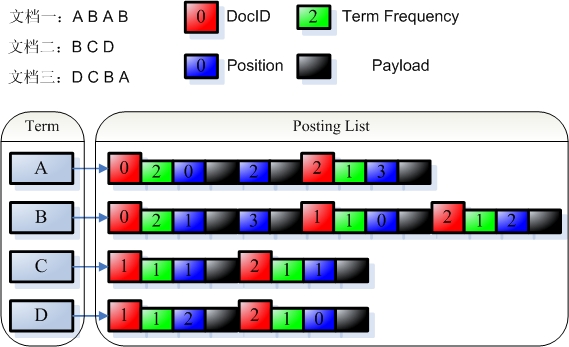 文档一：A B A B
0 DocID
2 Term Frequency
文档二：B C D
文档三：D C B A
0 Position
Payload
Term
Posting List
A
0 2 0 2 2 1 3
B
0 2 1 3 1 1 0 2 1 2
C
1 1 1 2 1 1
D
1 1 2 2 1 0